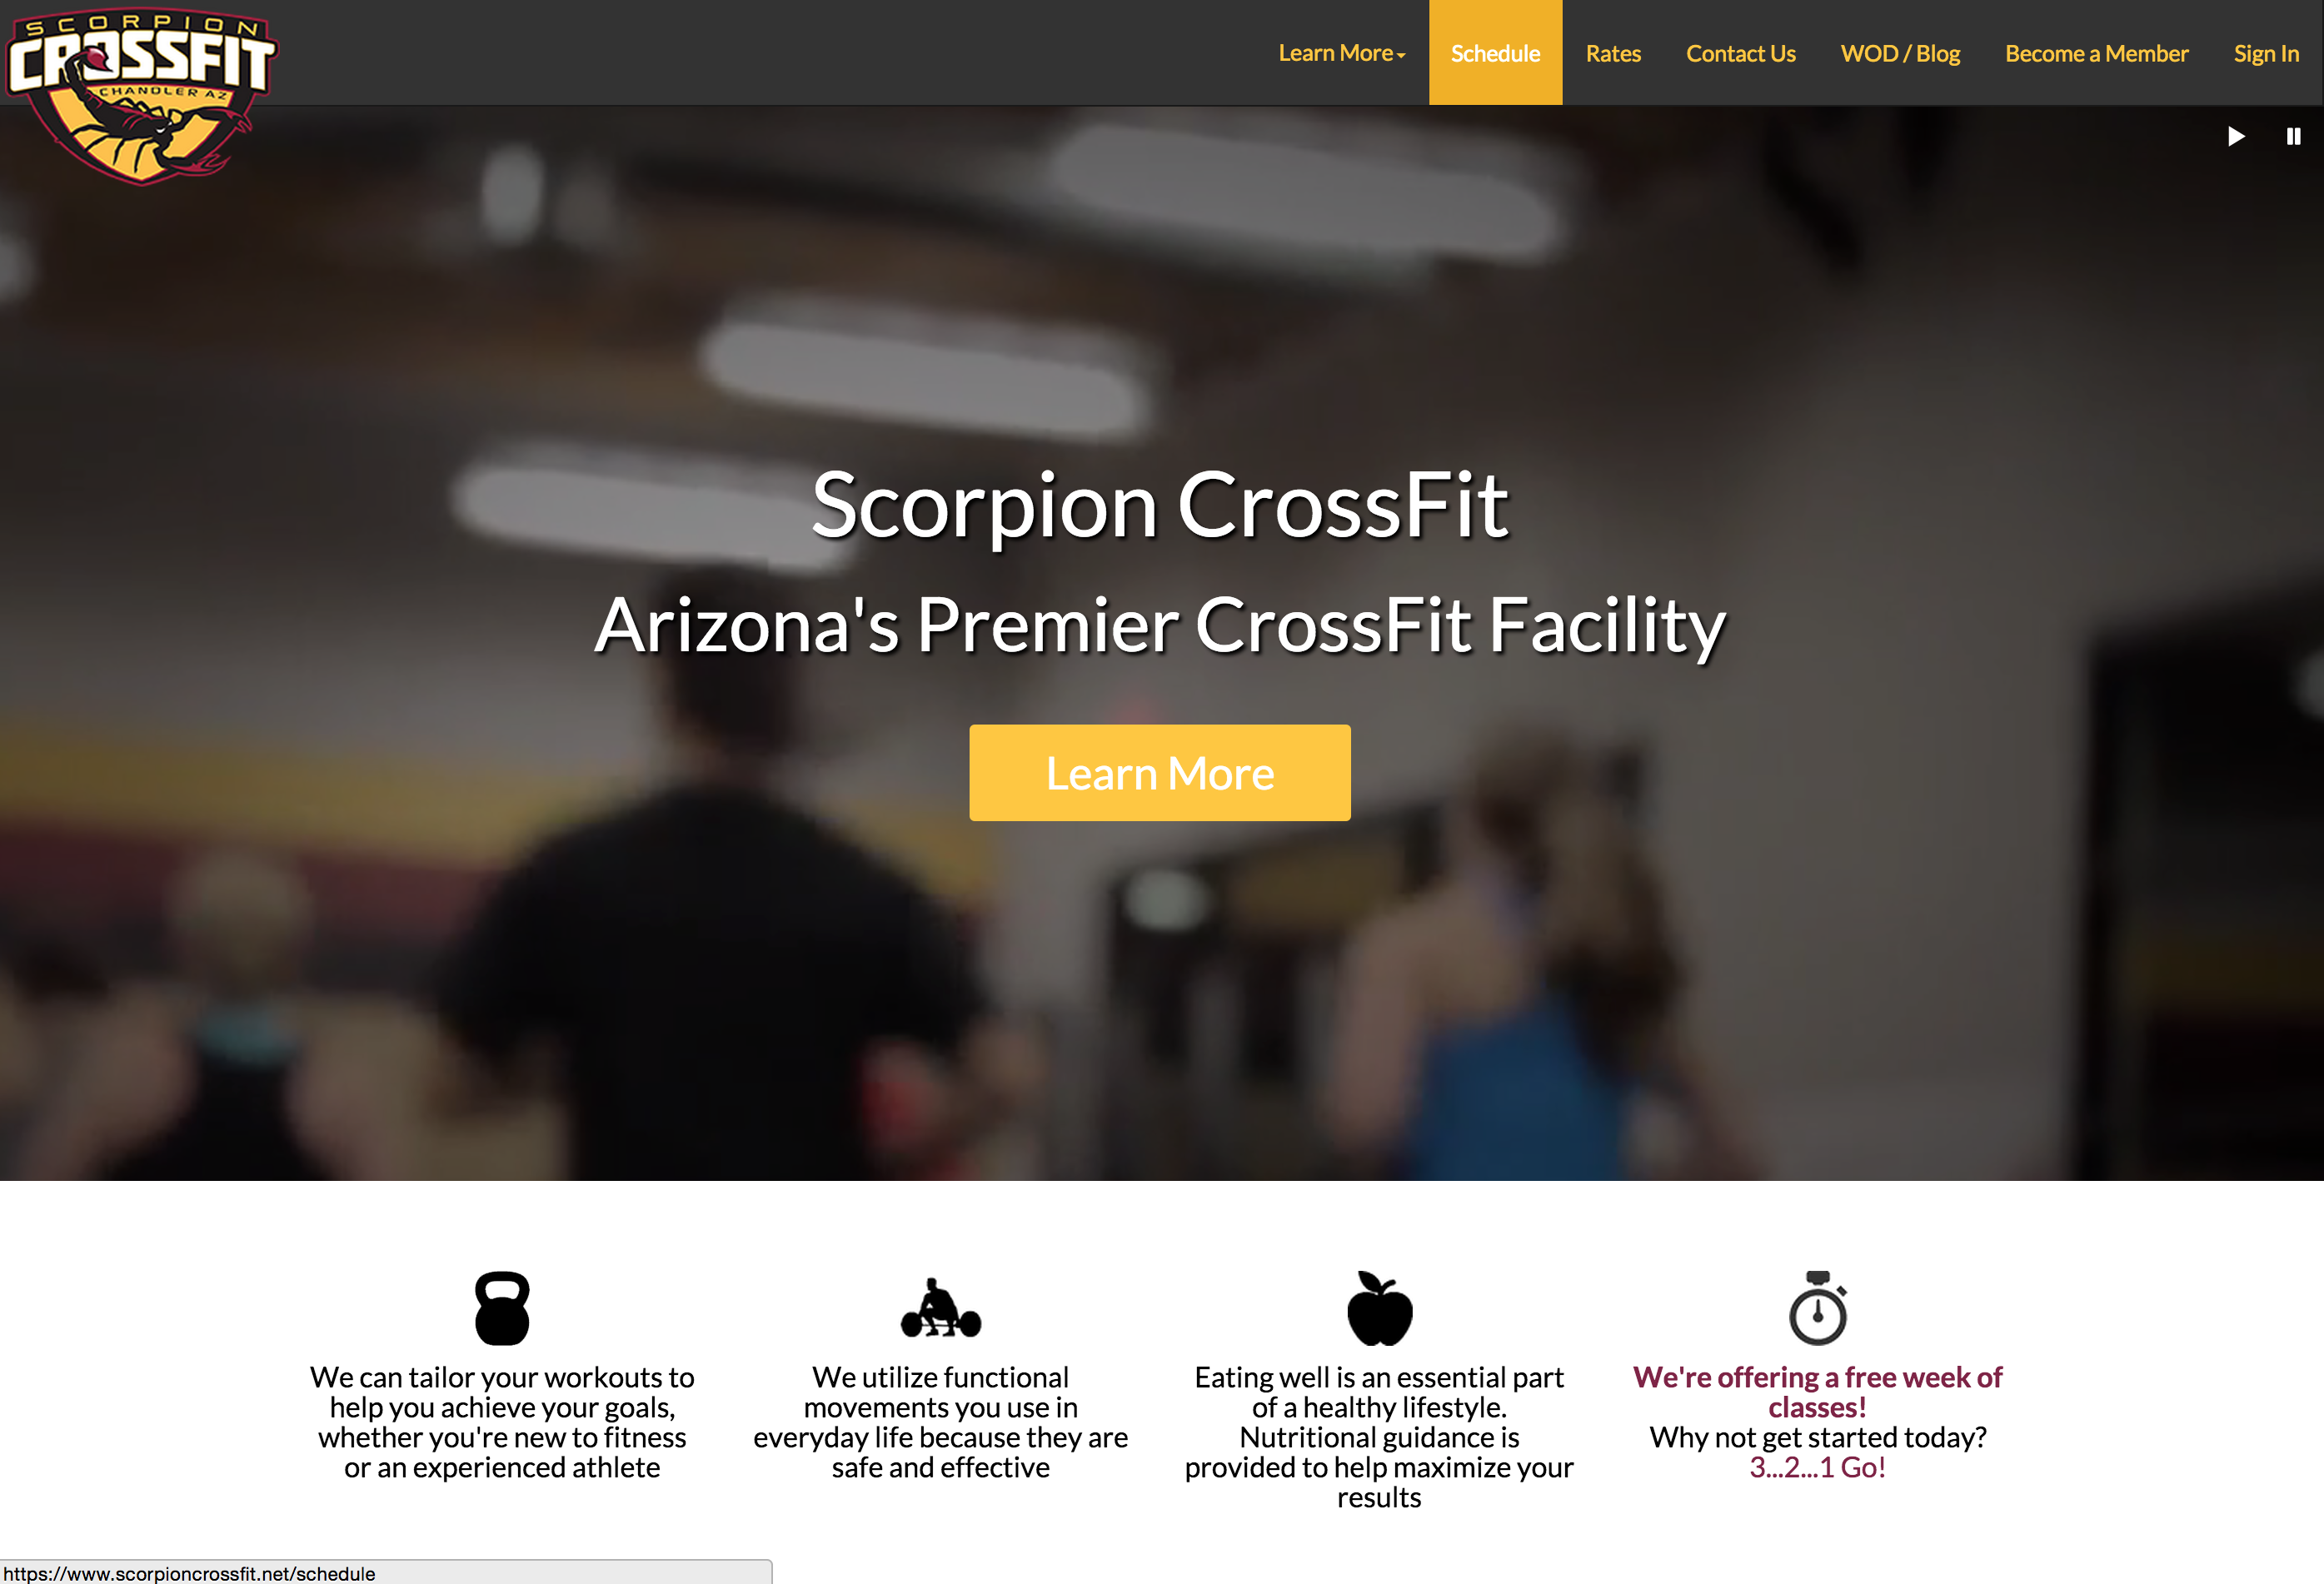 SCORPION
CROSSFIT
CHANDLER AZ
Learn More
Schedule
Rates
Contact Us
WOD / Blog
Become a Member
Sign In
Scorpion CrossFit
Arizona's Premier CrossFit Facility
Learn More
We can tailor your workouts to
help you achieve your goals,
whether you're new to fitness
or an experienced athlete
We utilize functional
movements you use in
everyday life because they are
safe and effective
Eating well is an essential part
of a healthy lifestyle.
Nutritional guidance is
provided to help maximize your
results
We're offering a free week of
classes!
Why not get started today?
3...2...1 Go!
https://www.scorpioncrossfit.net/schedule